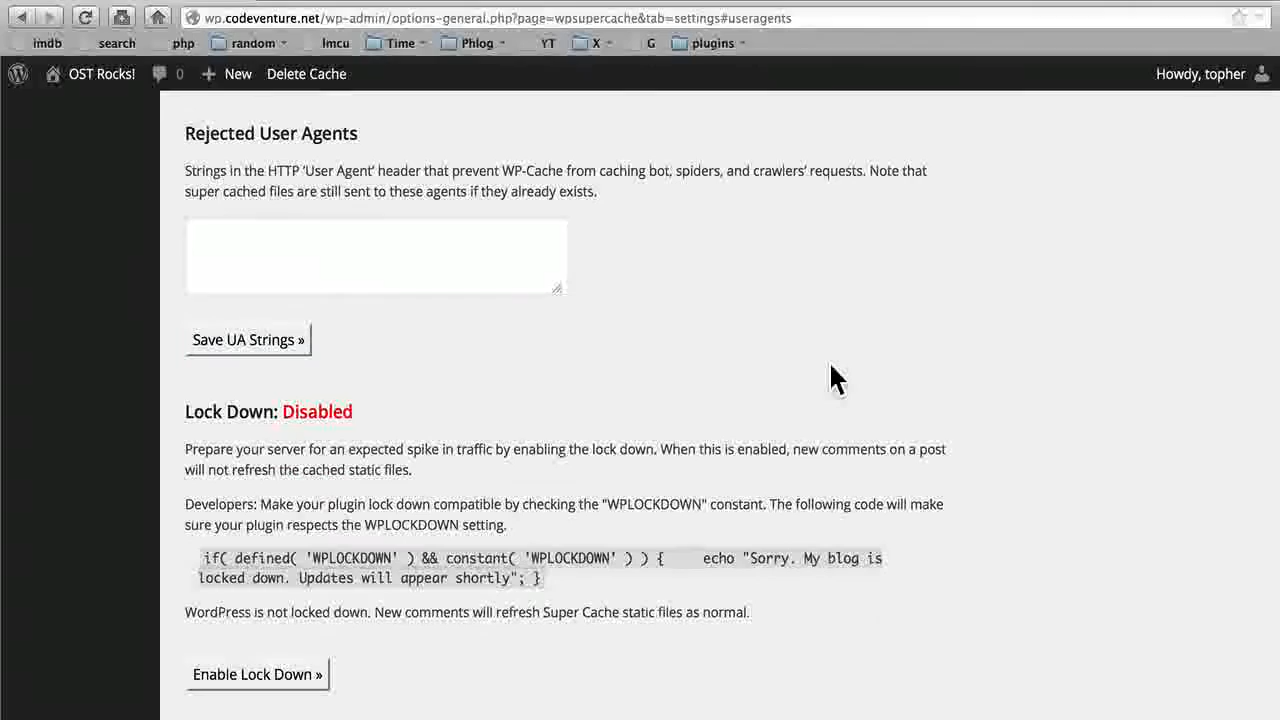 wp.codeventure.net/wp-admin/options-general.php?page=wpsupercache&tab=settings#useragents
imdb search php random lmcu Time Phlog YT X G plugins
OST Rocks! 0 New Delete Cache Howdy, topher
Rejected User Agents
Strings in the HTTP 'User Agent' header that prevent WP-Cache from caching bot, spiders, and crawlers' requests. Note that
super cached files are still sent to these agents if they already exists.
Save UA Strings »
Lock Down: Disabled
Prepare your server for an expected spike in traffic by enabling the lock down. When this is enabled, new comments on a post
will not refresh the cached static files.
Developers: Make your plugin lock down compatible by checking the "WPLOCKDOWN" constant. The following code will make
sure your plugin respects the WPLOCKDOWN setting.
if( defined( 'WPLOCKDOWN' ) && constant( 'WPLOCKDOWN' ) ) { echo "Sorry. My blog is
locked down. Updates will appear shortly"; }
WordPress is not locked down. New comments will refresh Super Cache static files as normal.
Enable Lock Down »